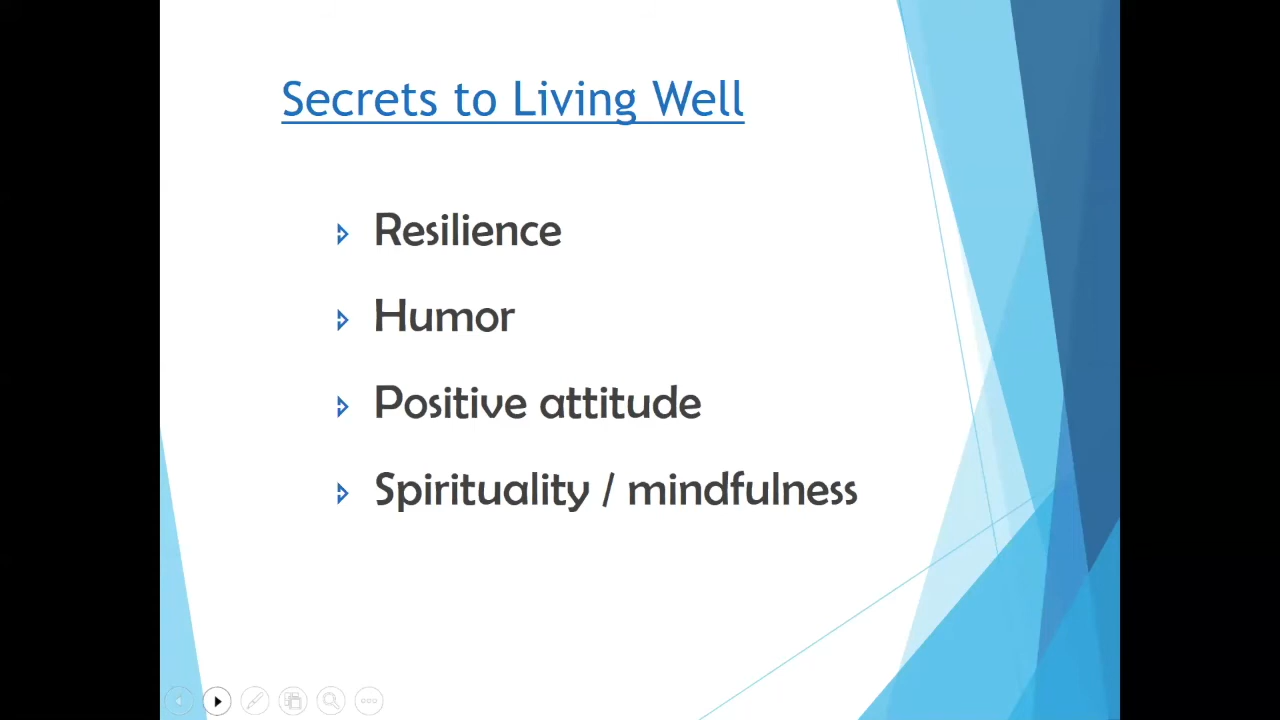 Secrets to Living Well
Resilience
Humor
Positive attitude
Spirituality / mindfulness